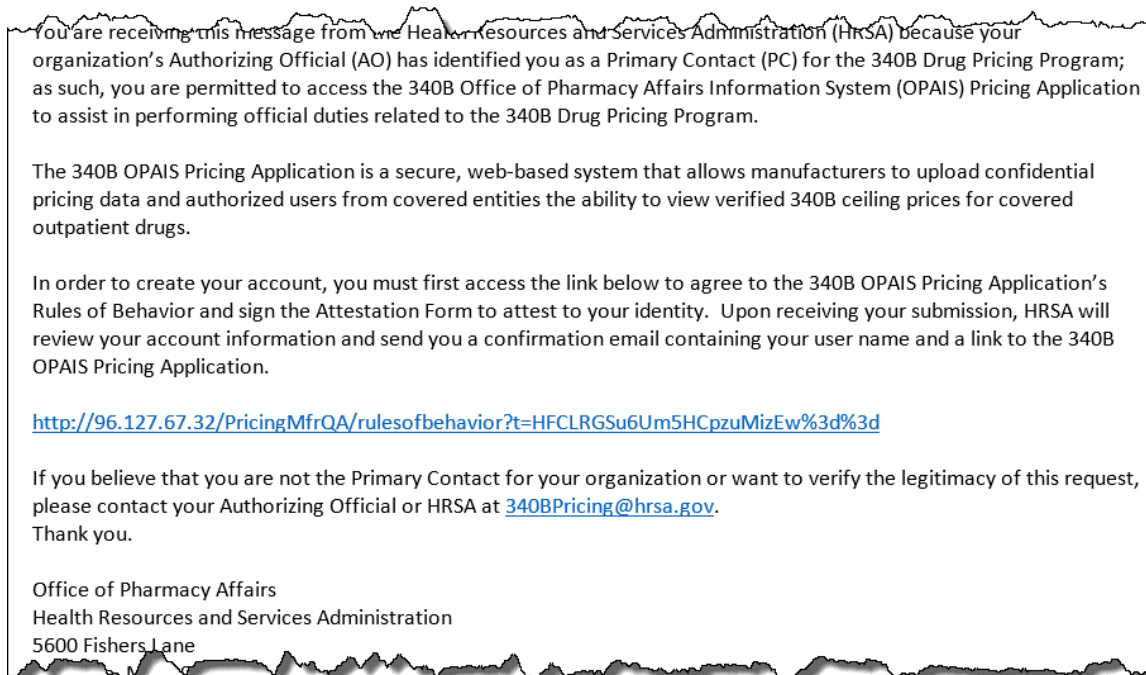 You are receiving this message from the Health Resources and Services Administration (HRSA) because your
organization's Authorizing Official (AO) has identified you as a Primary Contact (PC) for the 340B Drug Pricing Program;
as such, you are permitted to access the 340B Office of Pharmacy Affairs Information System (OPAIS) Pricing Application
to assist in performing official duties related to the 340B Drug Pricing Program.
The 340B OPAIS Pricing Application is a secure, web-based system that allows manufacturers to upload confidential
pricing data and authorized users from covered entities the ability to view verified 340B ceiling prices for covered
outpatient drugs.
In order to create your account, you must first access the link below to agree to the 340B OPAIS Pricing Application's
Rules of Behavior and sign the Attestation Form to attest to your identity.  Upon receiving your submission, HRSA will
review your account information and send you a confirmation email containing your user name and a link to the 340B
OPAIS Pricing Application.
http://96.127.67.32/PricingMfrQA/rulesofbehavior?t=HFCLRGSu6Um5HCpzuMizEw%3d%3d
If you believe that you are not the Primary Contact for your organization or want to verify the legitimacy of this request,
please contact your Authorizing Official or HRSA at 340BPricing@hrsa.gov.
Thank you.
Office of Pharmacy Affairs
Health Resources and Services Administration
5600 Fishers Lane